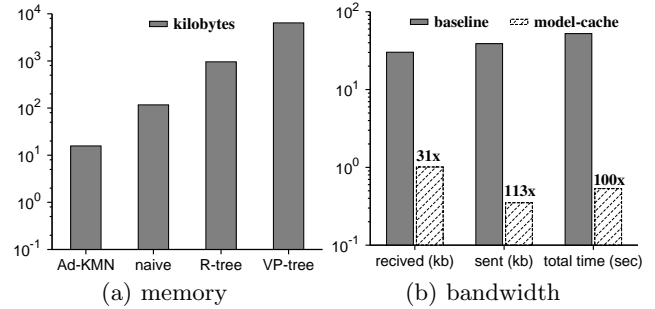 kilobytes
10^4
10^3
10^2
10^1
10^0
10^-1
Ad-KMN naive R-tree VP-tree
(a) memory
baseline model-cache
10^2
10^1
10^0
10^-1
31x
113x
100x
recived (kb) sent (kb) total time (sec)
(b) bandwidth